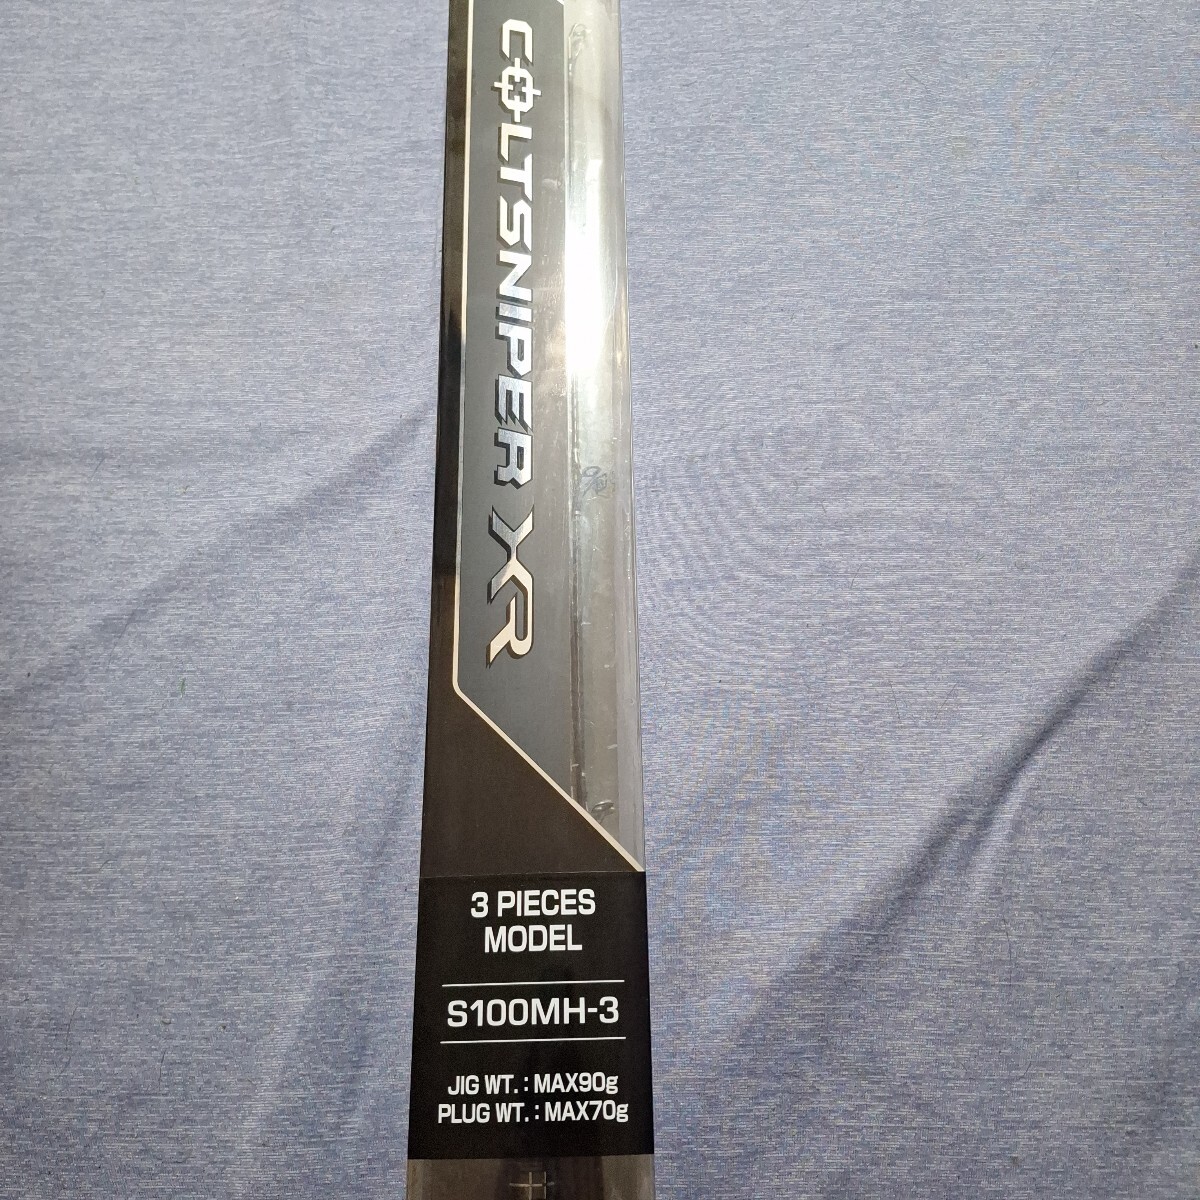 COLTSNIPER XR
3 PIECES
MODEL
S100MH-3
JIG WT. : MAX90g
PLUG WT. : MAX70g